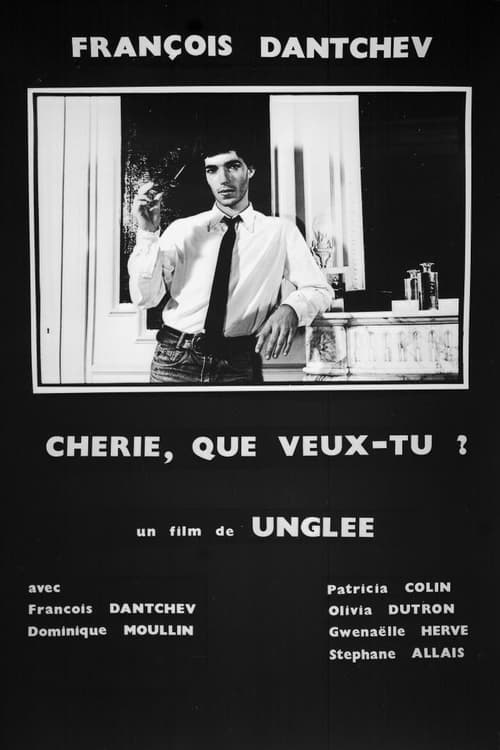 FRANÇOIS DANTCHEV
CHERIE, QUE VEUX-TU ?
un film de UNGLEE
avec
Francois DANTCHEV
Dominique MOULLIN
Patricia COLIN
Olivia DUTRON
Gwenaëlle HERVE
Stephane ALLAIS